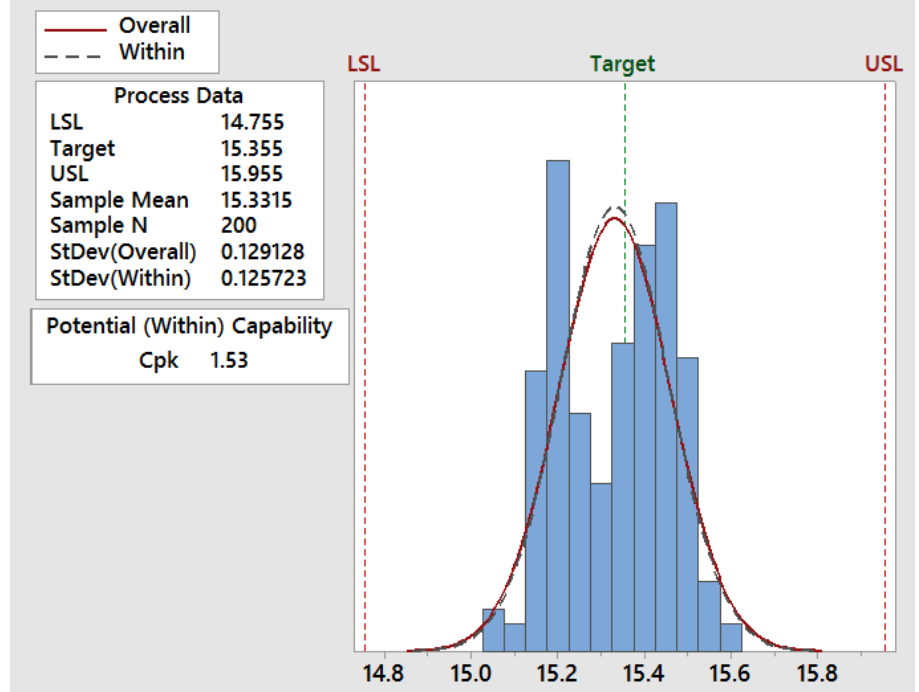 Overall
Within
Process Data
LSL 14.755
Target 15.355
USL 15.955
Sample Mean 15.3315
Sample N 200
StDev(Overall) 0.129128
StDev(Within) 0.125723
Potential (Within) Capability
Cpk 1.53
LSL Target USL
14.8 15.0 15.2 15.4 15.6 15.8